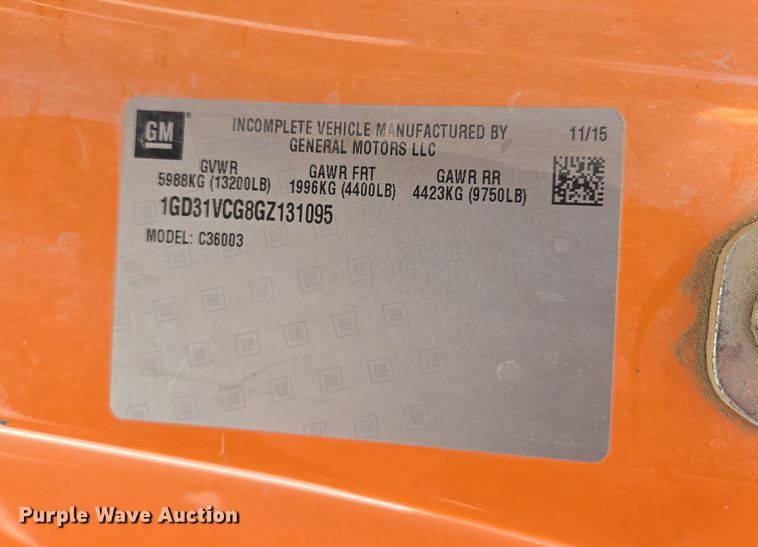 GM
INCOMPLETE VEHICLE MANUFACTURED BY
GENERAL MOTORS LLC
11/15
GVWR
5988KG (13200LB)
GAWR FRT
1996KG (4400LB)
GAWR RR
4423KG (9750LB)
1GD31VCG8GZ131095
MODEL: C36003
Purple Wave Auction